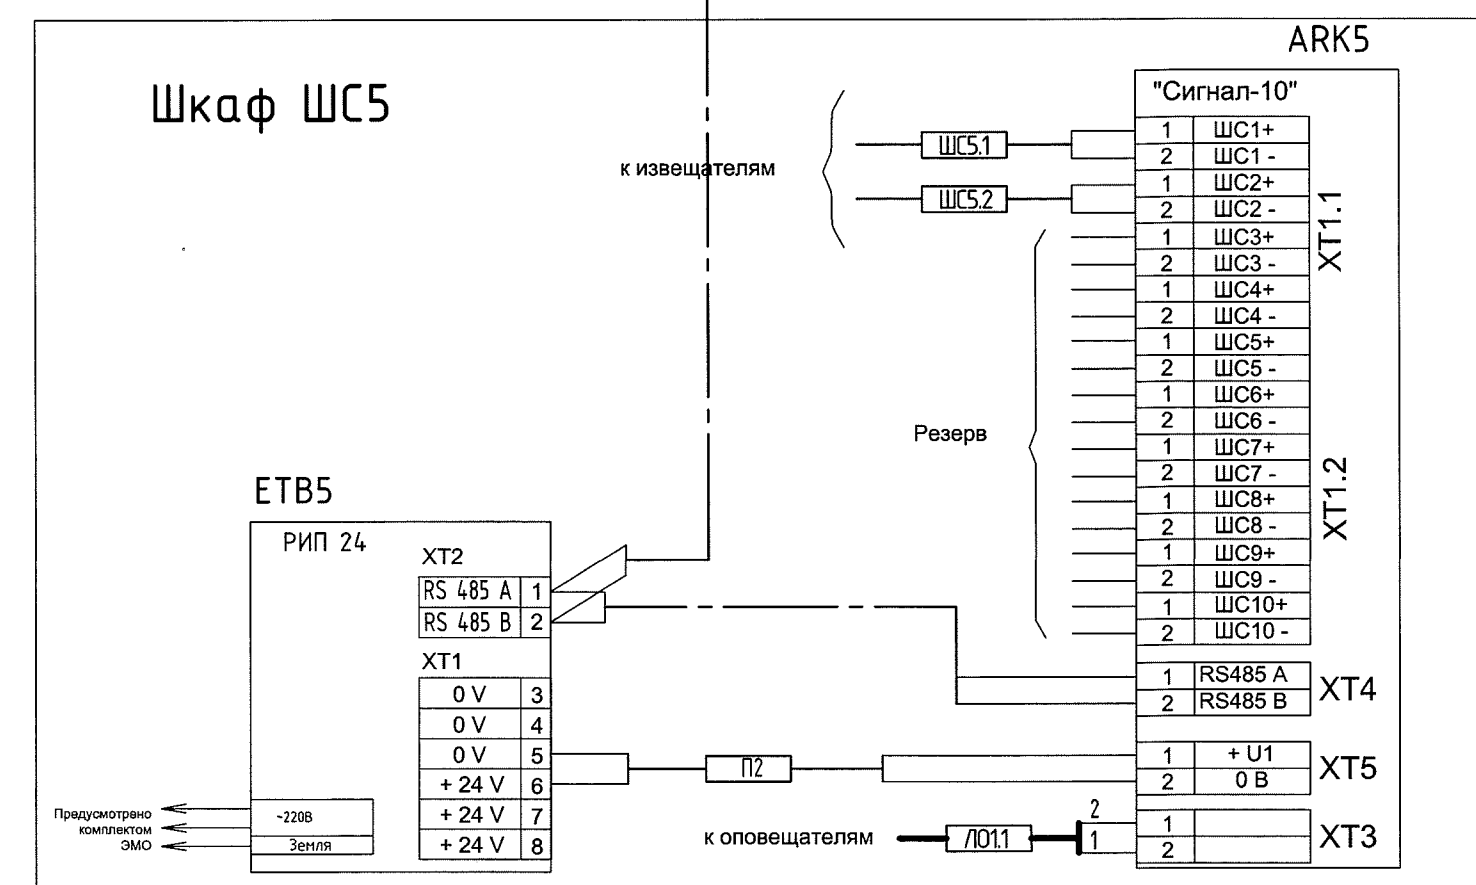 ARK5
Шкаф ШС5
"Сигнал-10"
к извещателям
ШС5.1
ШС5.2
1 ШС1+
2 ШС1 -
1 ШС2+
2 ШС2 -
1 ШС3+
2 ШС3 -
1 ШС4+
2 ШС4 -
1 ШС5+
2 ШС5 -
1 ШС6+
2 ШС6 -
1 ШС7+
2 ШС7 -
1 ШС8+
2 ШС8 -
1 ШС9+
2 ШС9 -
1 ШС10+
2 ШС10 -
XT1.1
XT1.2
Резерв
ETB5
РИП 24
XT2
RS 485 A 1
RS 485 B 2
XT1
0 V 3
0 V 4
0 V 5
+ 24 V 6
+ 24 V 7
+ 24 V 8
1 RS485 A
2 RS485 B
XT4
П2
1 + U1
2 0 В
XT5
Предусмотрено
комплектом
ЭМО
~220В
Земля
к оповещателям
ЛО1.1
2
1
1
2
XT3